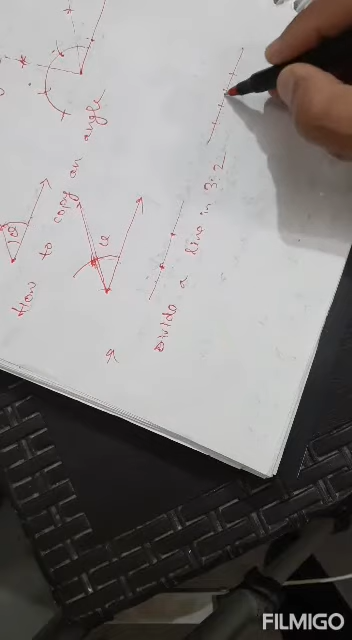 How to copy an angle
α
α
Divide a line in 3:2
FILMIGO